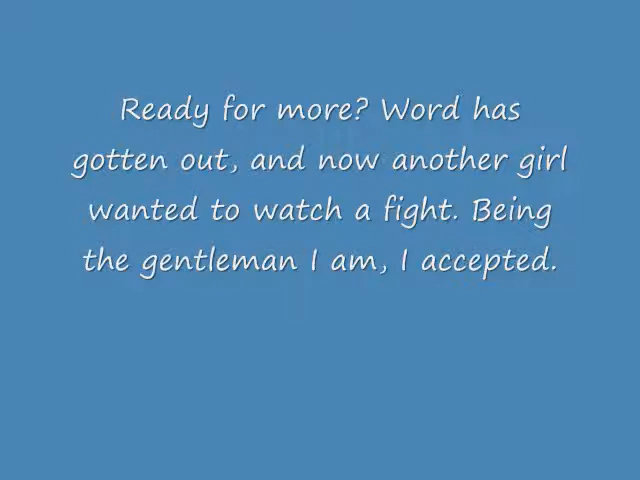 Ready for more? Word has
gotten out, and now another girl
wanted to watch a fight. Being
the gentleman I am, I accepted.